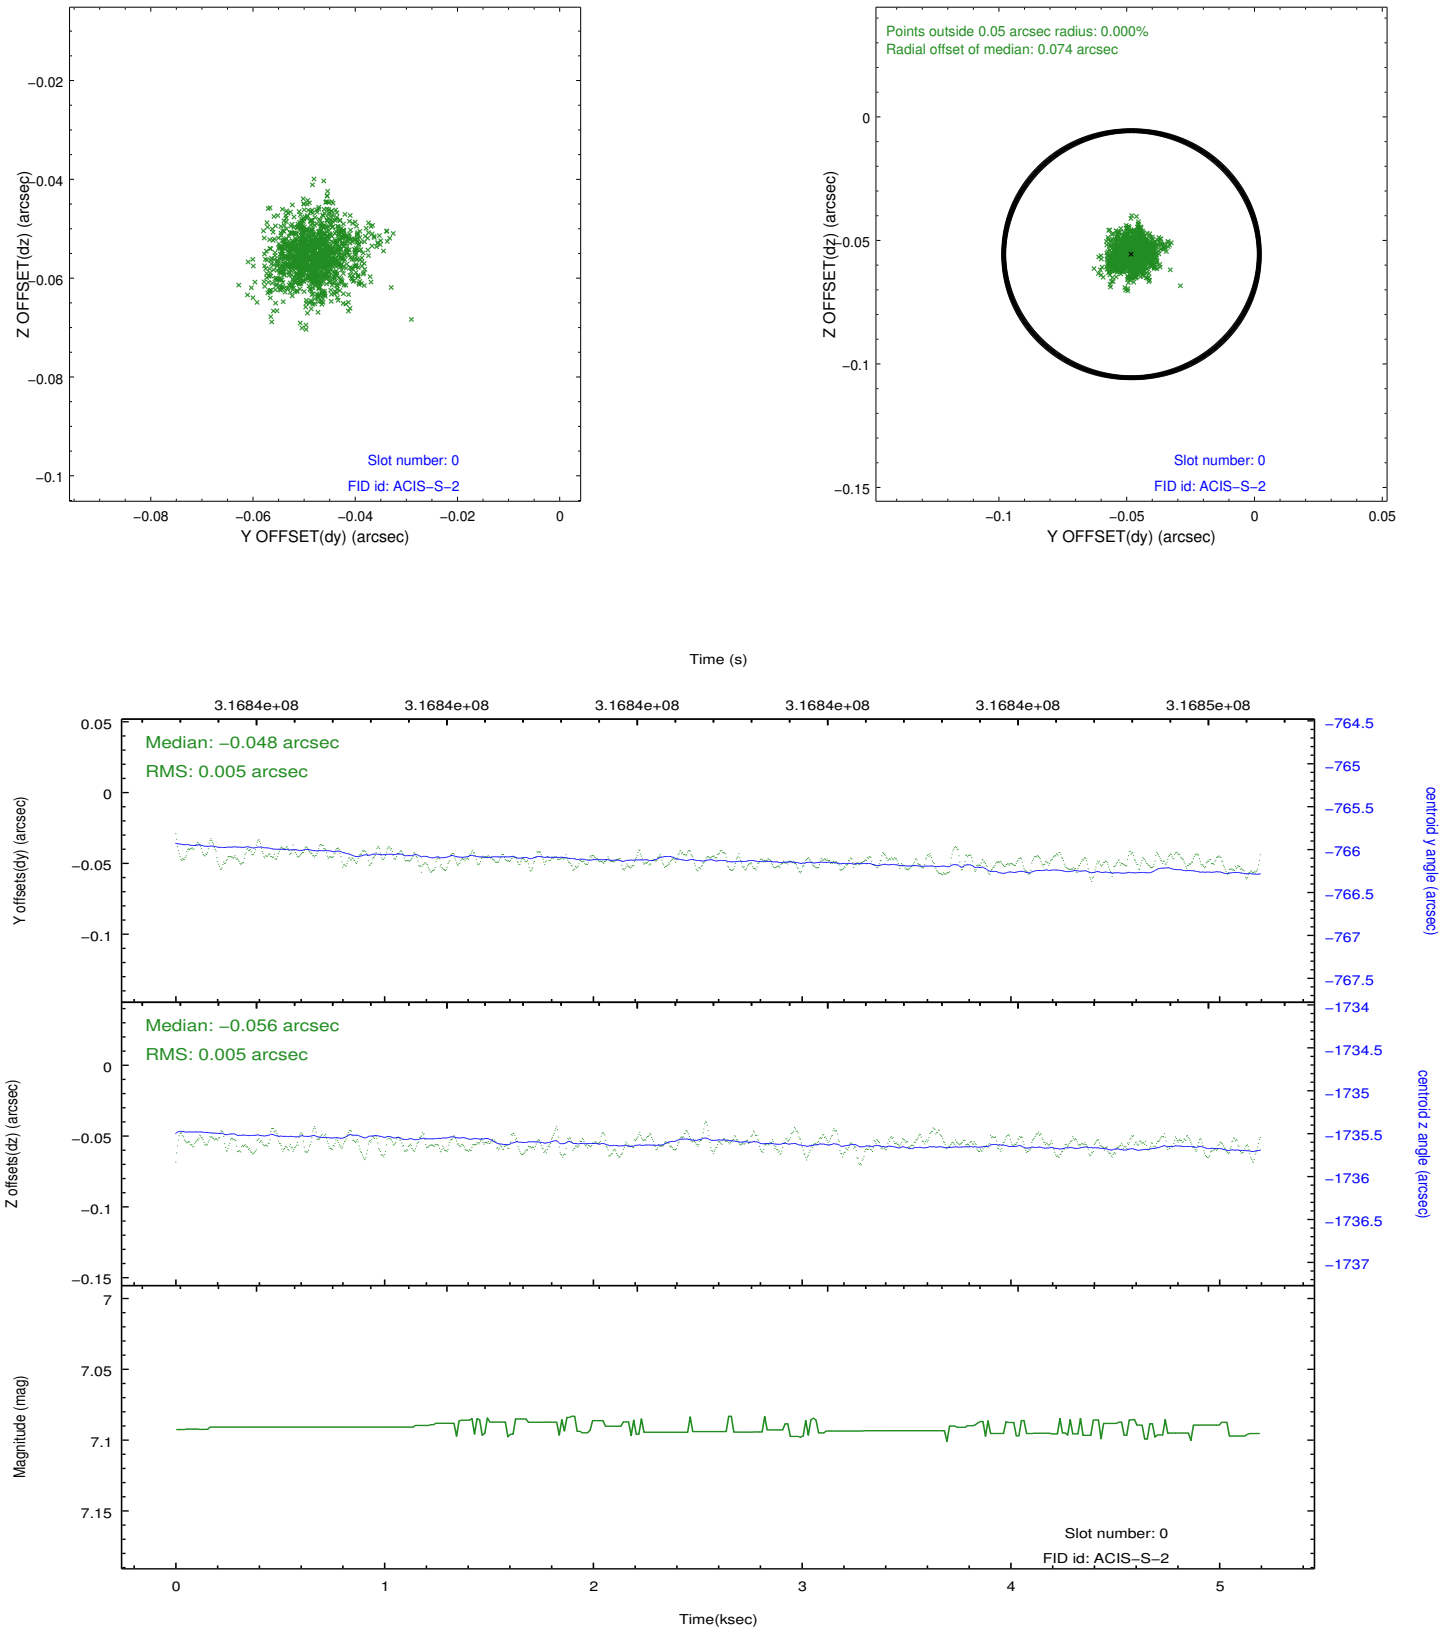 −0.02
−0.04
−0.06
−0.08
−0.1
Z OFFSET(dz) (arcsec)
Slot number: 0
FID id: ACIS−S−2
−0.08
−0.06
−0.04
−0.02
0
Y OFFSET(dy) (arcsec)
Points outside 0.05 arcsec radius: 0.000%
Radial offset of median: 0.074 arcsec
0
−0.05
−0.1
−0.15
Z OFFSET(dz) (arcsec)
Slot number: 0
FID id: ACIS−S−2
−0.1
−0.05
0
0.05
Y OFFSET(dy) (arcsec)
Time (s)
3.1684e+08
3.1684e+08
3.1684e+08
3.1684e+08
3.1684e+08
3.1685e+08
Median: −0.048 arcsec
RMS: 0.005 arcsec
0.05
0
−0.05
−0.1
Y offsets(dy) (arcsec)
−764.5
−765
−765.5
−766
−766.5
−767
−767.5
centroid y angle (arcsec)
Median: −0.056 arcsec
RMS: 0.005 arcsec
0
−0.05
−0.1
−0.15
Z offsets(dz) (arcsec)
−1734
−1734.5
−1735
−1735.5
−1736
−1736.5
−1737
centroid z angle (arcsec)
7
7.05
7.1
7.15
Magnitude (mag)
Slot number: 0
FID id: ACIS−S−2
0
1
2
3
4
5
Time(ksec)